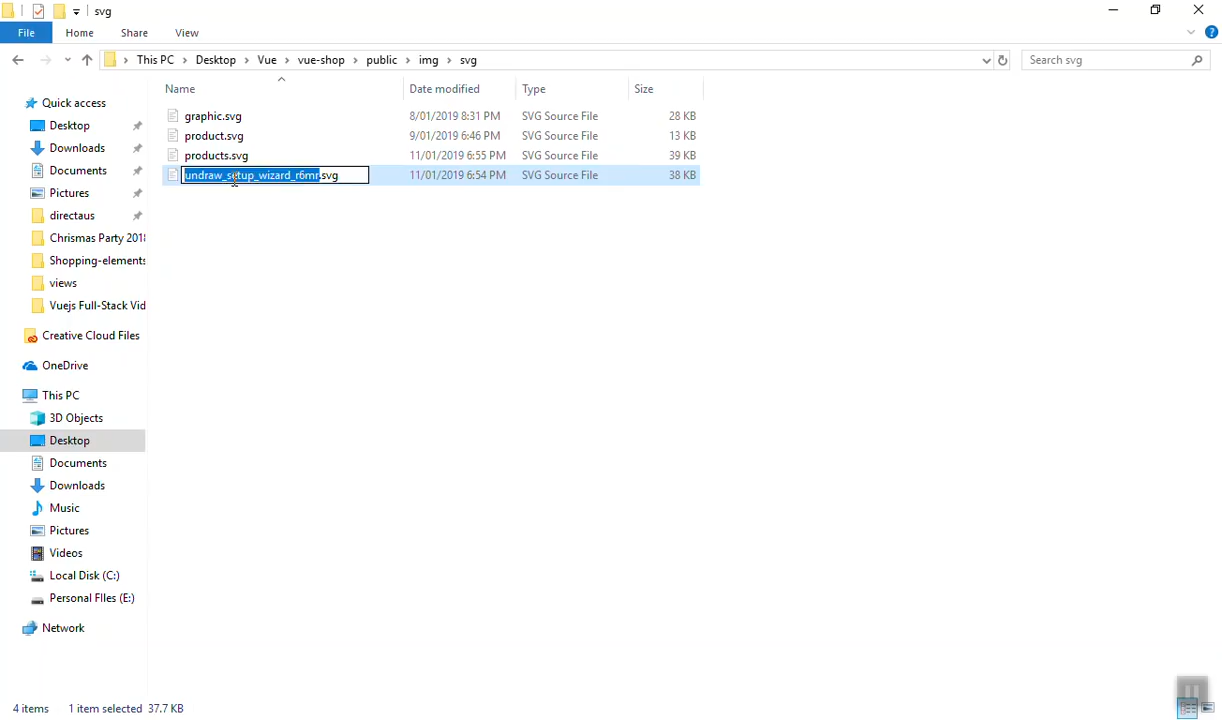 svg
File Home Share View
This PC Desktop Vue vue-shop public img svg
Search svg
Name Date modified Type Size
graphic.svg 8/01/2019 8:31 PM SVG Source File 28 KB
product.svg 9/01/2019 6:46 PM SVG Source File 13 KB
products.svg 11/01/2019 6:55 PM SVG Source File 39 KB
undraw_setup_wizard_r6mr.svg 11/01/2019 6:54 PM SVG Source File 38 KB
Quick access
Desktop
Downloads
Documents
Pictures
directaus
Chrismas Party 2018
Shopping-elements
views
Vuejs Full-Stack Vid
Creative Cloud Files
OneDrive
This PC
3D Objects
Desktop
Documents
Downloads
Music
Pictures
Videos
Local Disk (C:)
Personal FIles (E:)
Network
4 items 1 item selected 37.7 KB